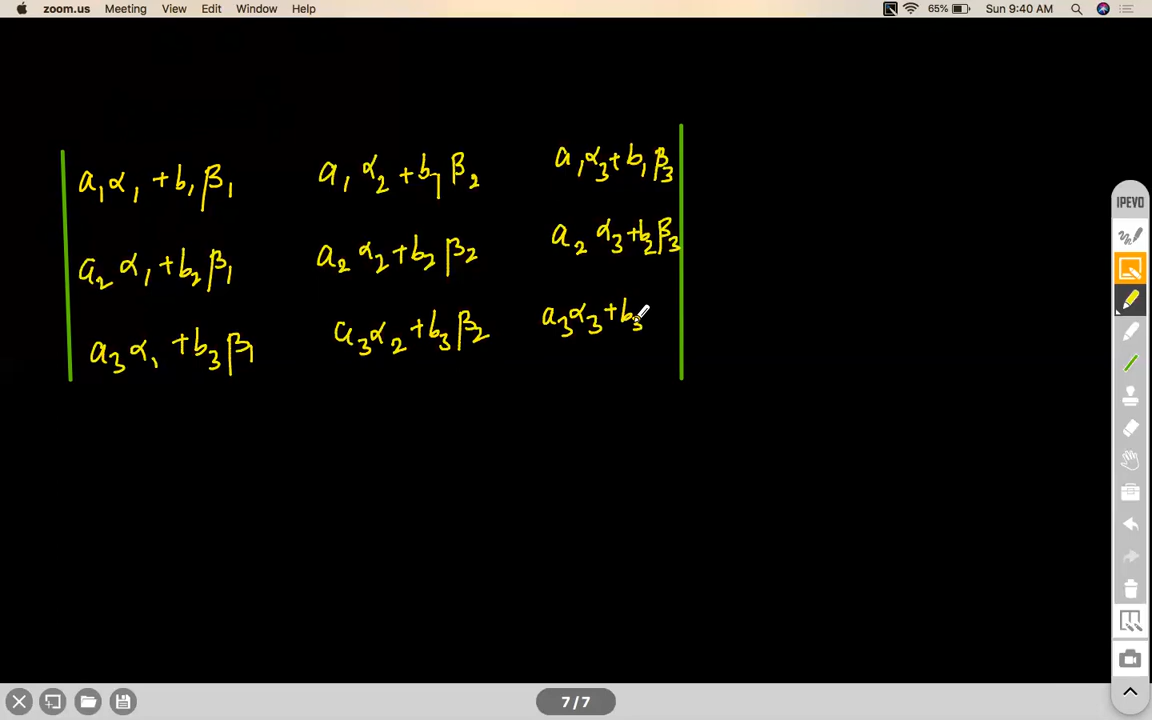 zoom.us Meeting View Edit Window Help 65% Sun 9:40 AM
a₁α₁ + b₁β₁ a₁α₂ + b₁β₂ a₁α₃ + b₁β₃
a₂α₁ + b₂β₁ a₂α₂ + b₂β₂ a₂α₃ + b₂β₃
a₃α₁ + b₃β₁ a₃α₂ + b₃β₂ a₃α₃ + b₃
IPEVO
7 / 7